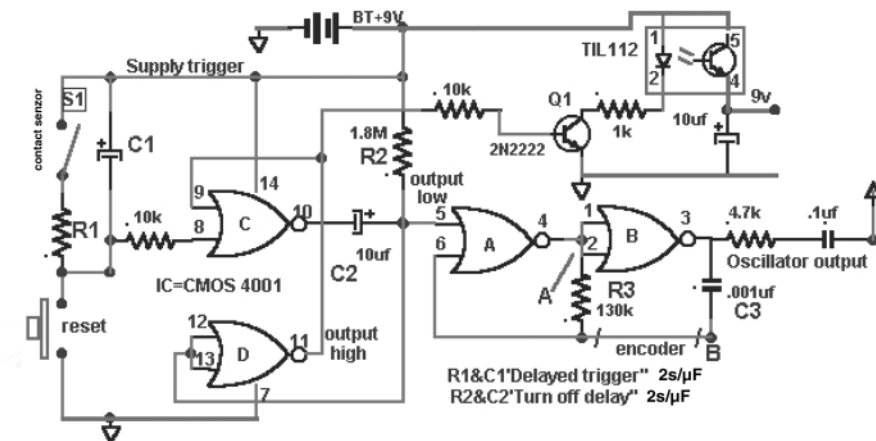 BT+9V
TIL112
1
5
2
4
Supply trigger
S1
contact senzor
C1
.10k
Q1
.
1k
9v
10uf
2N2222
1.8M
R2
output
low
14
9
8
C
10
R1
.10k
10uf
C2
IC=CMOS 4001
5
6
A
4
1
2
B
3
4.7k
.1uf
Oscillator output
A
R3
130k
.001uf
C3
reset
12
13
D
11
output
high
7
encoder
B
R1&C1'Delayed trigger" 2s/µF
R2&C2'Turn off delay" 2s/µF